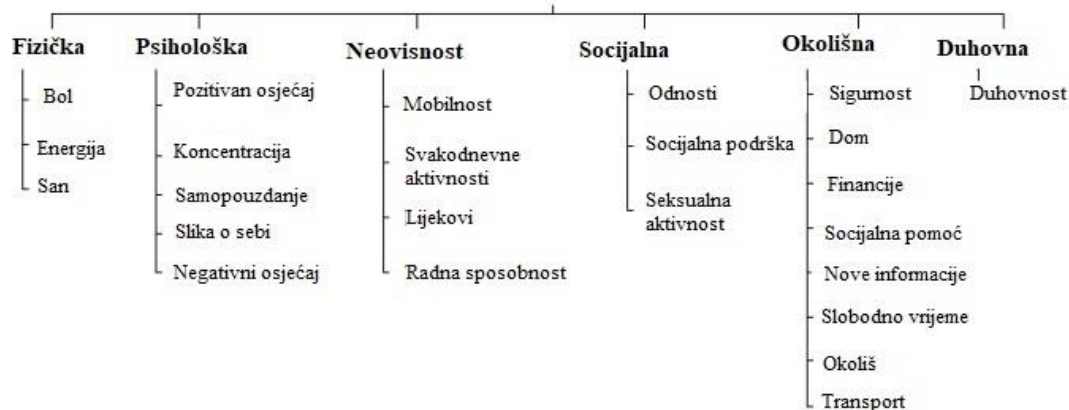 Fizička
Bol
Energija
San
Psihološka
Pozitivan osjećaj
Koncentracija
Samopouzdanje
Slika o sebi
Negativni osjećaj
Neovisnost
Mobilnost
Svakodnevne
aktivnosti
Lijekovi
Radna sposobnost
Socijalna
Odnosti
Socijalna podrška
Seksualna
aktivnost
Okolišna
Sigurnost
Dom
Financije
Socijalna pomoć
Nove informacije
Slobodno vrijeme
Okoliš
Transport
Duhovna
Duhovnost